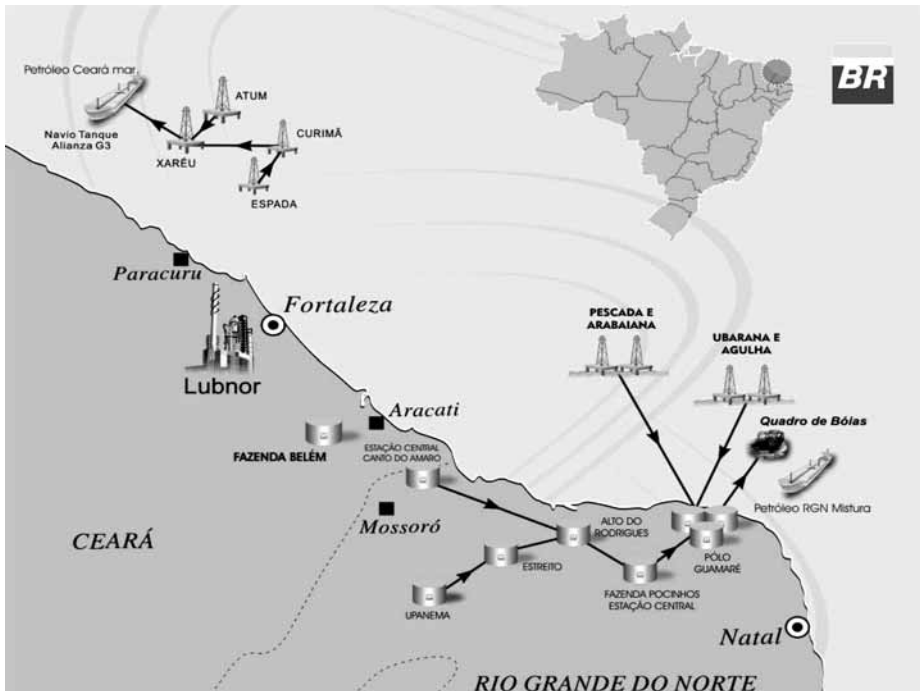 Petróleo Ceará mar.
Navio Tanque
Alianza G3
ATUM
XARÉU
CURIMÃ
ESPADA
BR
Paracuru
Fortaleza
Lubnor
PESCADA E
ARABAIANA
UBARANA E
AGULHA
Quadro de Bóias
Petróleo RGN Mistura
Aracati
FAZENDA BELÉM
ESTAÇÃO CENTRAL
CANTO DO AMARO
Mossoró
CEARÁ
ALTO DO
RODRIGUES
ESTREITO
UPANEMA
FAZENDA POCINHOS
ESTAÇÃO CENTRAL
PÓLO
GUAMARÉ
Natal
RIO GRANDE DO NORTE